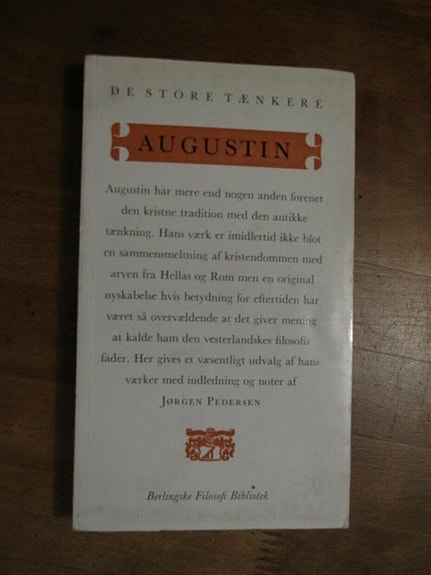 DE STORE TÆNKERE
AUGUSTIN
Augustin har mere end nogen anden forenet
den kristne tradition med den antikke
tænkning. Hans værk er imidlertid ikke blot
en sammensmeltning af kristendommen med
arven fra Hellas og Rom men en original
nyskabelse hvis betydning for eftertiden har
været så overvældende at det giver mening
at kalde ham den vesterlandskes filosofis
fader. Her gives et væsentligt udvalg af hans
værker med indledning og noter af
JØRGEN PEDERSEN
Berlingske Filosofi Bibliotek